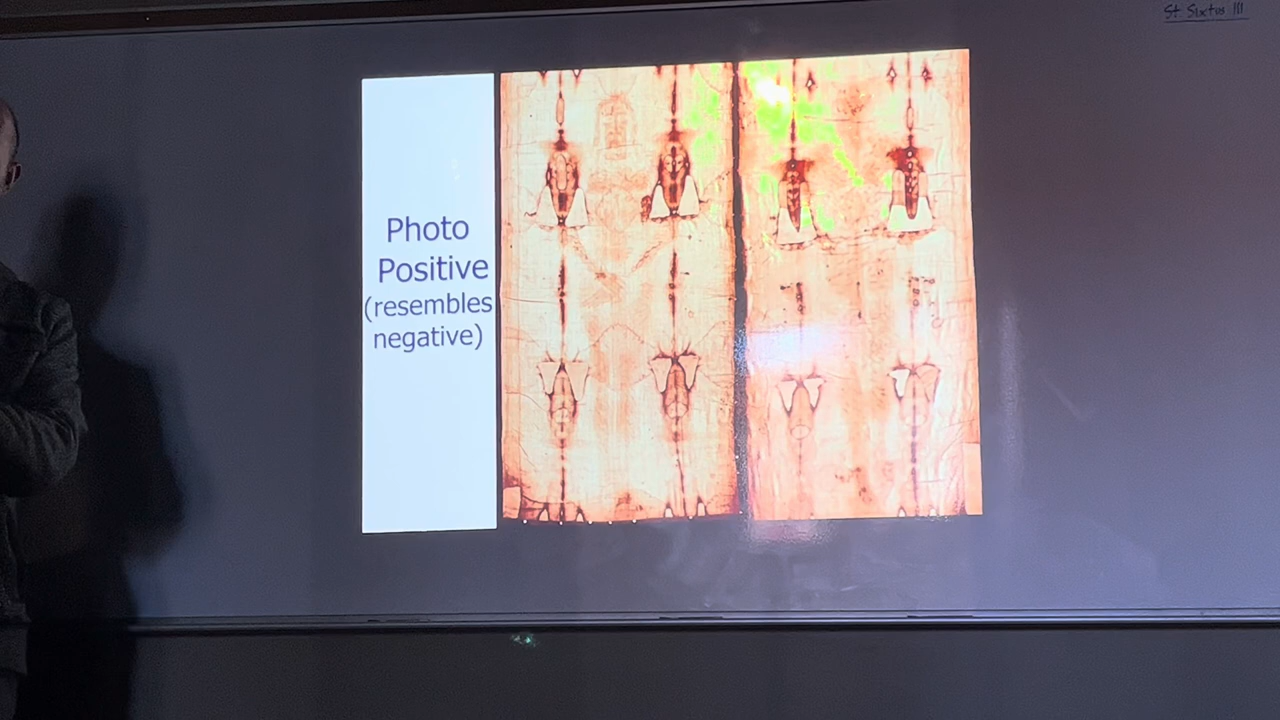 St. Sixtus III
Photo
Positive
(resembles
negative)